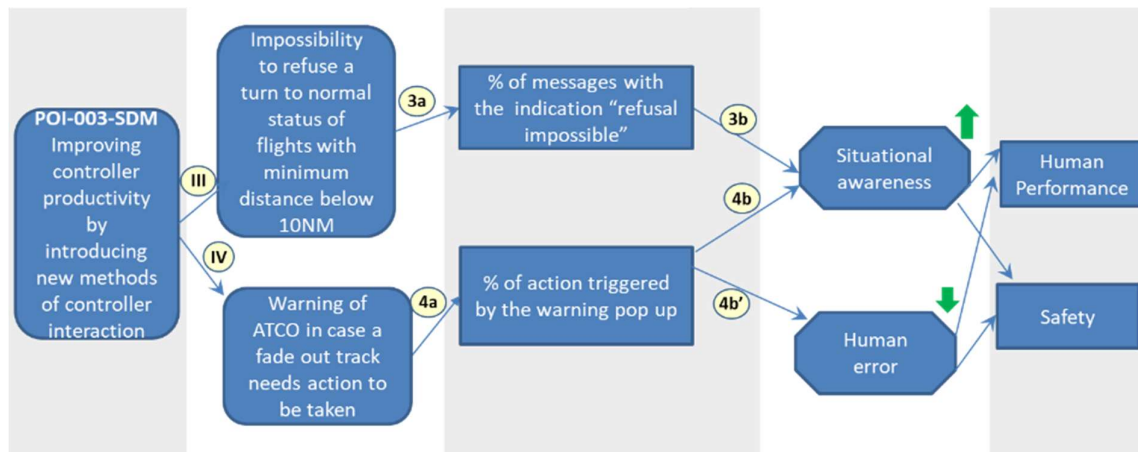 POI-003-SDM
Improving
controller
productivity
by
introducing
new methods
of controller
interaction
III
IV
Impossibility
to refuse a
turn to normal
status of
flights with
minimum
distance below
10NM
Warning of
ATCO in case a
fade out track
needs action to
be taken
3a
4a
% of messages with
the indication “refusal
impossible”
% of action triggered
by the warning pop up
3b
4b
4b’
Situational
awareness
Human
error
Human
Performance
Safety